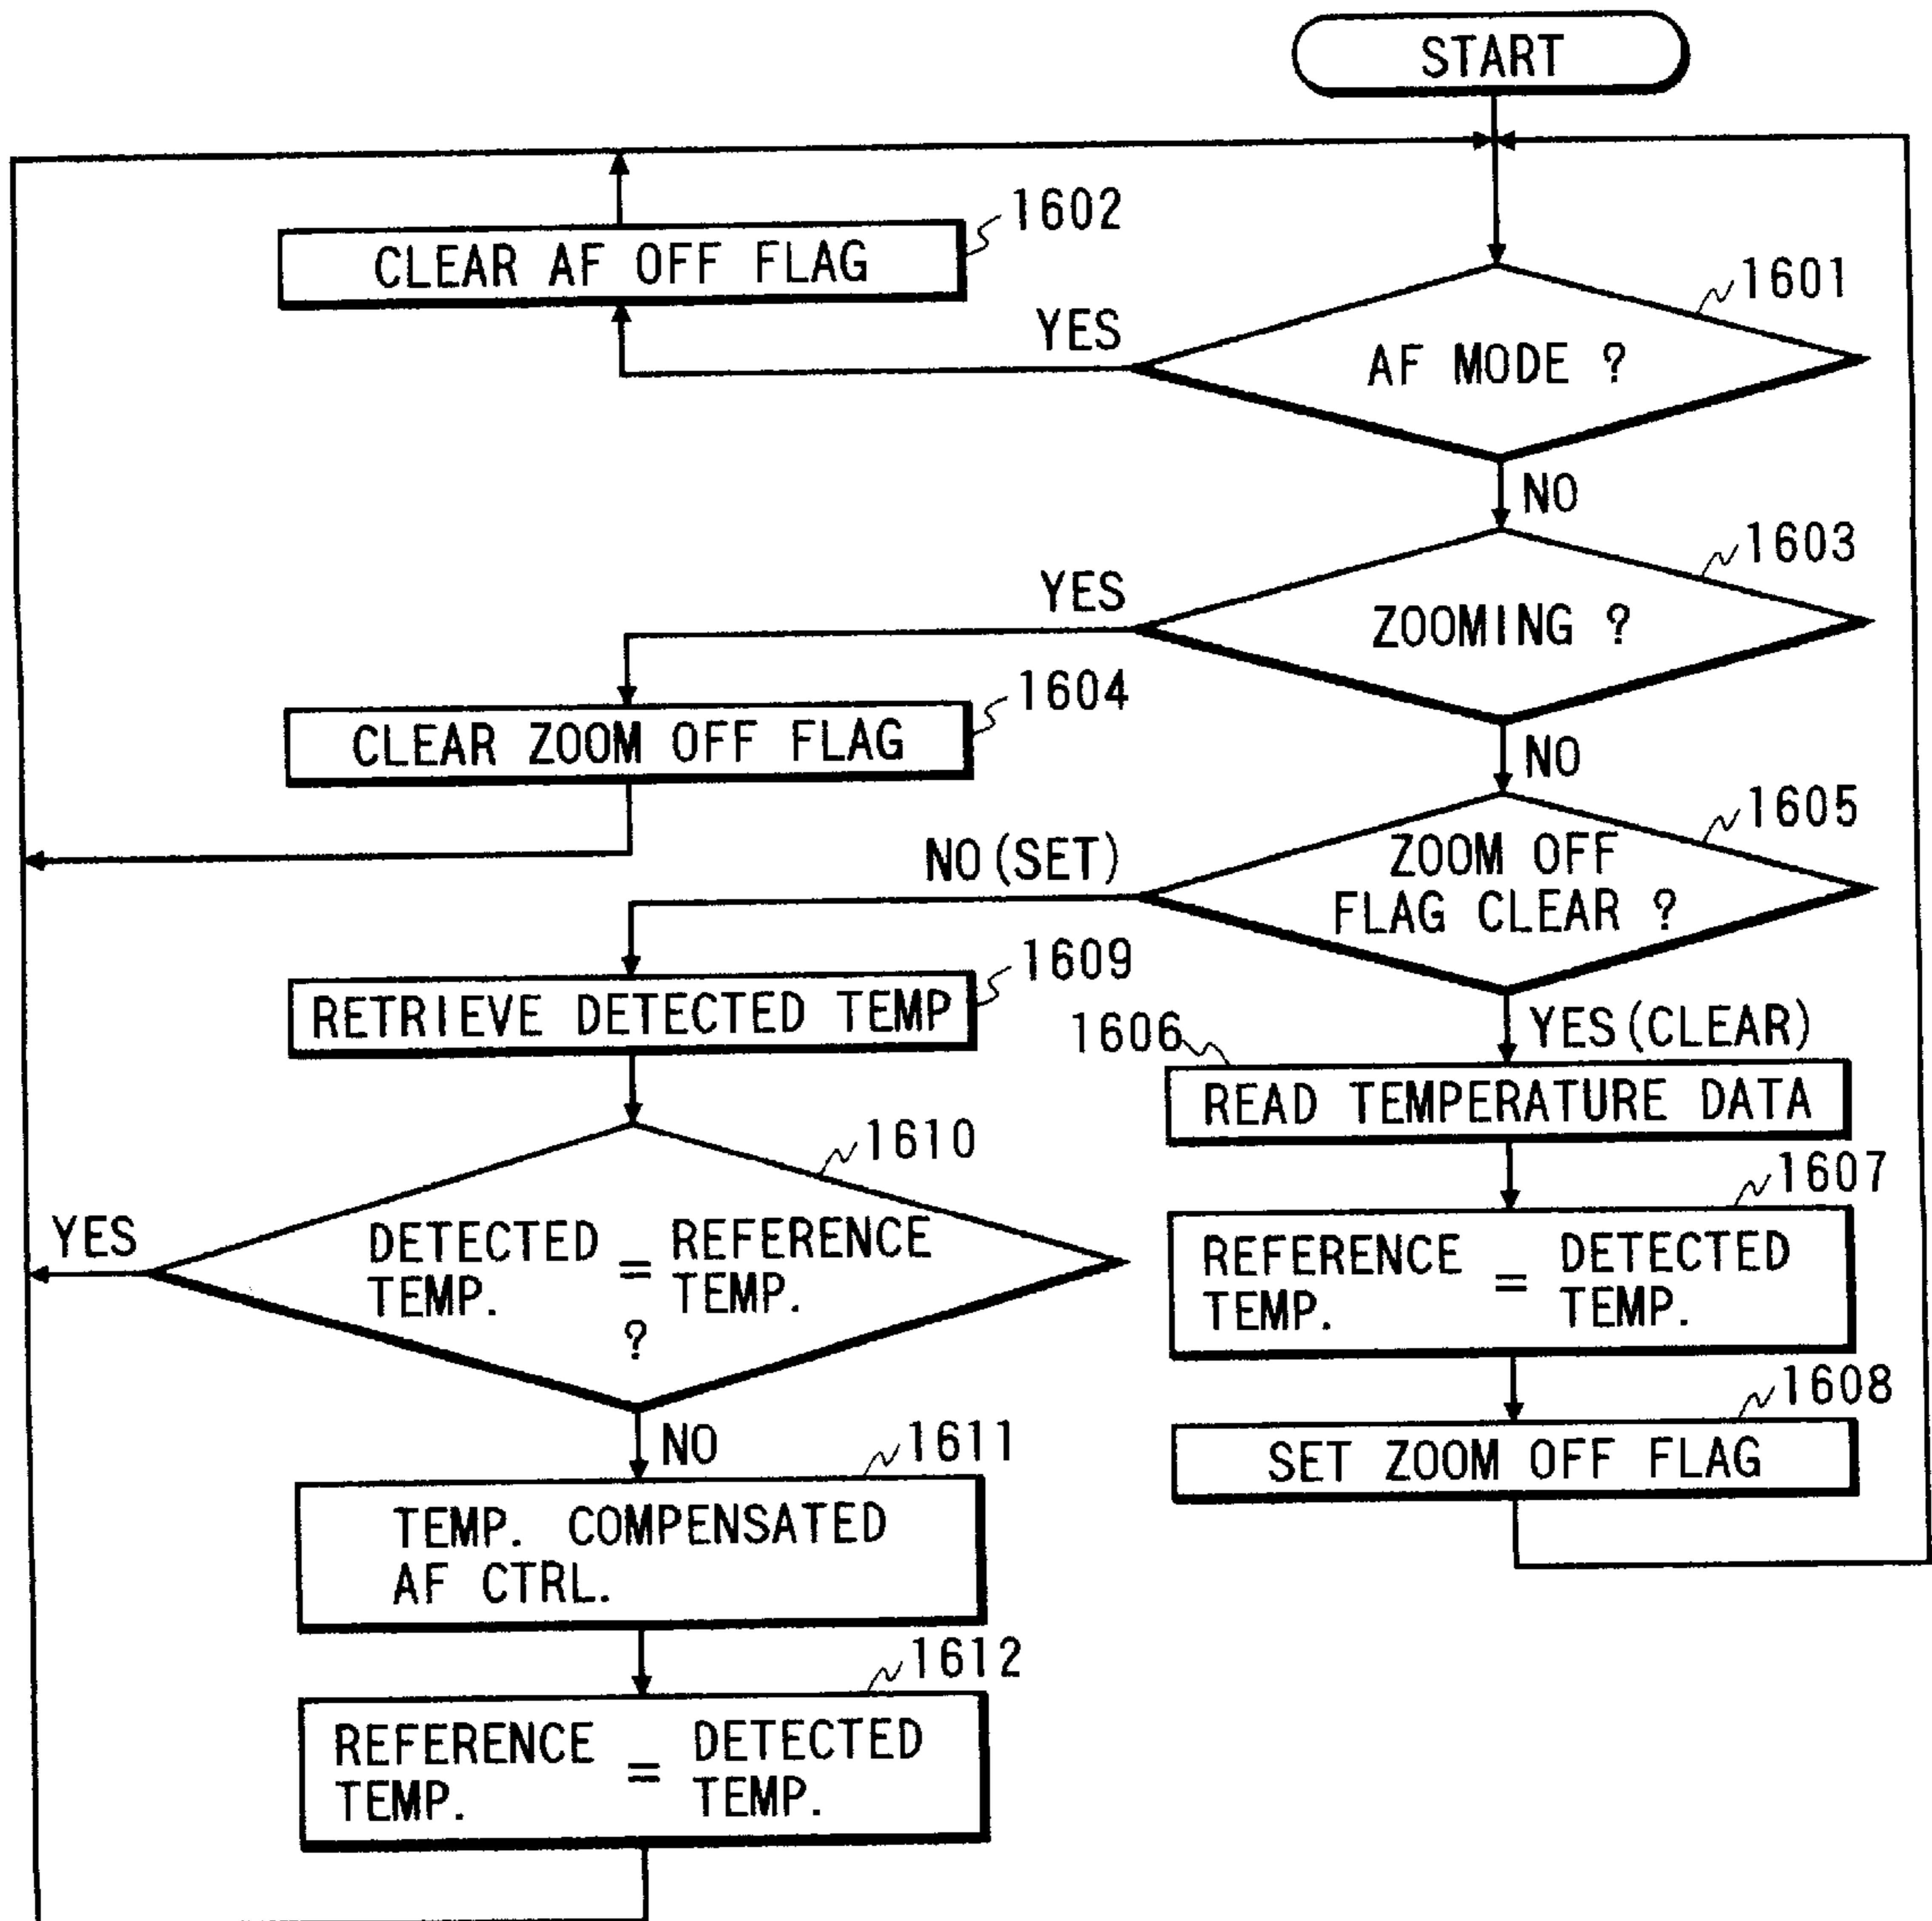 START
1602
CLEAR AF OFF FLAG
1601
YES
AF MODE ?
NO
1603
YES
ZOOMING ?
1604
CLEAR ZOOM OFF FLAG
NO
1605
NO(SET)
ZOOM OFF
FLAG CLEAR ?
1609
RETRIEVE DETECTED TEMP
YES(CLEAR)
1606
READ TEMPERATURE DATA
1610
1607
YES
DETECTED = REFERENCE
TEMP. TEMP.
?
REFERENCE = DETECTED
TEMP. TEMP.
1608
NO
1611
SET ZOOM OFF FLAG
TEMP. COMPENSATED
AF CTRL.
1612
REFERENCE = DETECTED
TEMP. TEMP.